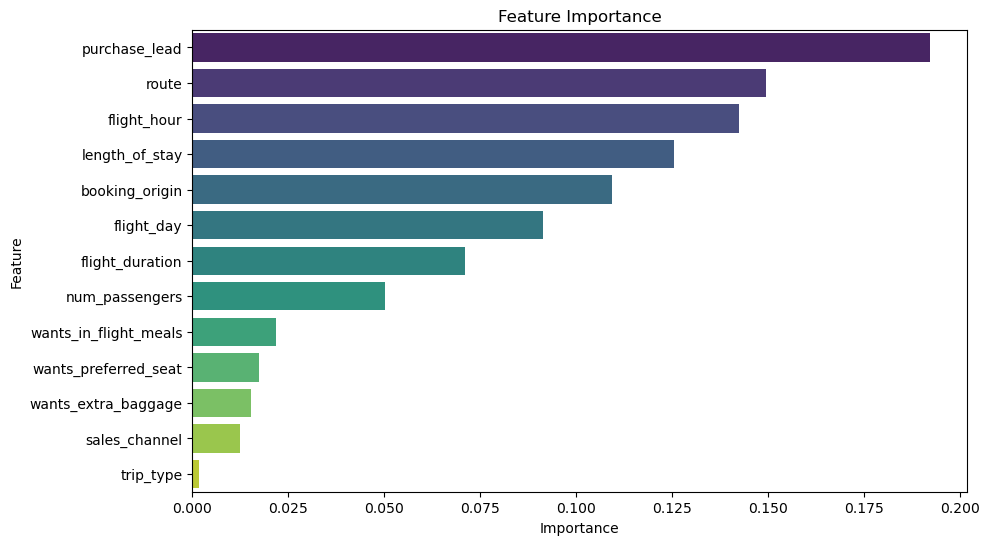 Feature Importance
purchase_lead
route
flight_hour
length_of_stay
booking_origin
flight_day
flight_duration
num_passengers
wants_in_flight_meals
wants_preferred_seat
wants_extra_baggage
sales_channel
trip_type
Feature
0.000 0.025 0.050 0.075 0.100 0.125 0.150 0.175 0.200
Importance